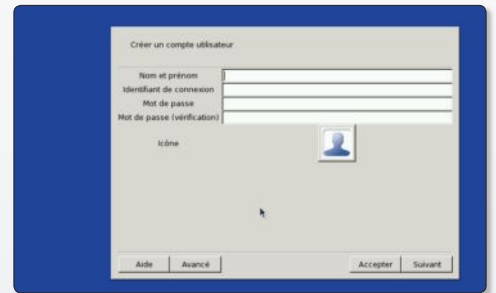 Créer un compte utilisateur
Nom et prénom
Identifiant de connexion
Mot de passe
Mot de passe (vérification)
Icône
Aide
Avancé
Accepter
Suivant